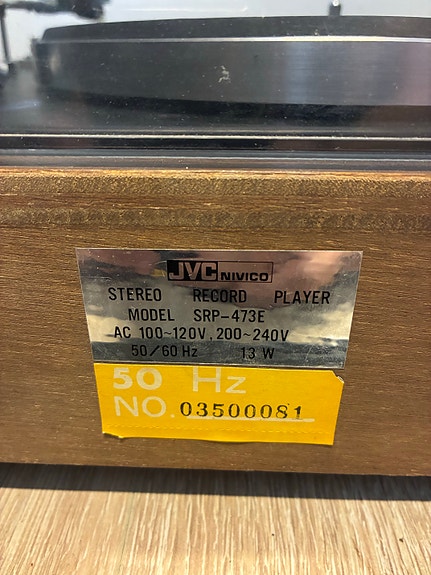 JVC NIVICO
STEREO RECORD PLAYER
MODEL SRP-473E
AC 100~120V, 200~240V
50/60 Hz 13 W
50 Hz
NO. 03500081